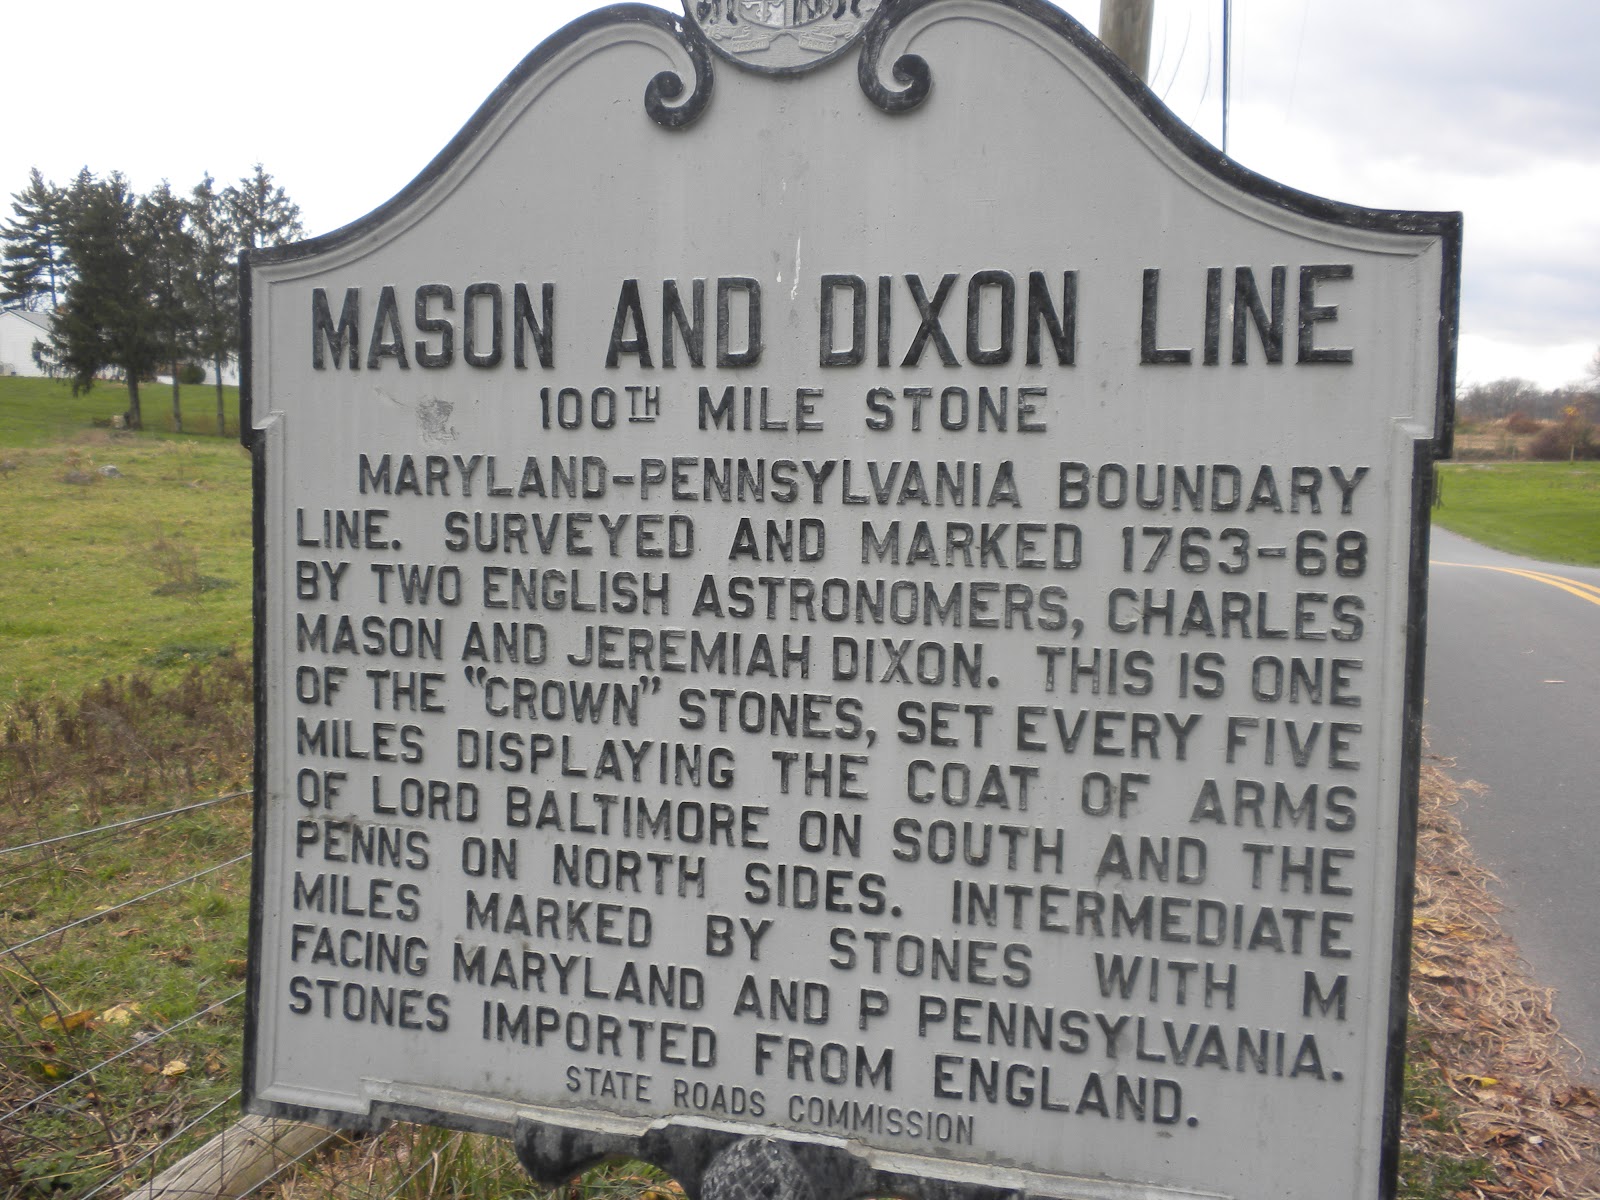 MASON AND DIXON LINE
100TH MILE STONE
MARYLAND-PENNSYLVANIA BOUNDARY
LINE. SURVEYED AND MARKED 1763-68
BY TWO ENGLISH ASTRONOMERS, CHARLES
MASON AND JEREMIAH DIXON. THIS IS ONE
OF THE "CROWN" STONES, SET EVERY FIVE
MILES DISPLAYING THE COAT OF ARMS
OF LORD BALTIMORE ON SOUTH AND THE
PENNS ON NORTH SIDES. INTERMEDIATE
MILES MARKED BY STONES WITH M
FACING MARYLAND AND P PENNSYLVANIA.
STONES IMPORTED FROM ENGLAND.
STATE ROADS COMMISSION